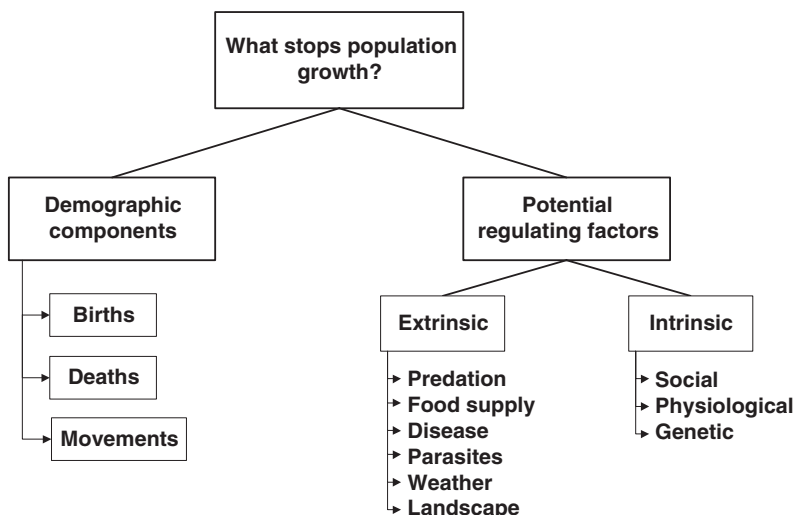 What stops population
growth?
Demographic
components
Births
Deaths
Movements
Potential
regulating factors
Extrinsic
Predation
Food supply
Disease
Parasites
Weather
Landscape
Intrinsic
Social
Physiological
Genetic